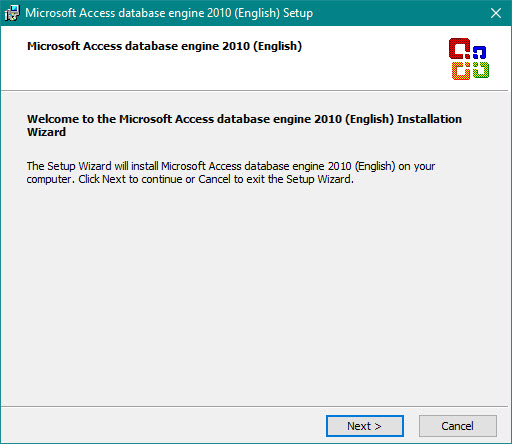 Microsoft Access database engine 2010 (English) Setup
Microsoft Access database engine 2010 (English)
Welcome to the Microsoft Access database engine 2010 (English) Installation
Wizard
The Setup Wizard will install Microsoft Access database engine 2010 (English) on your
computer. Click Next to continue or Cancel to exit the Setup Wizard.
Next >
Cancel